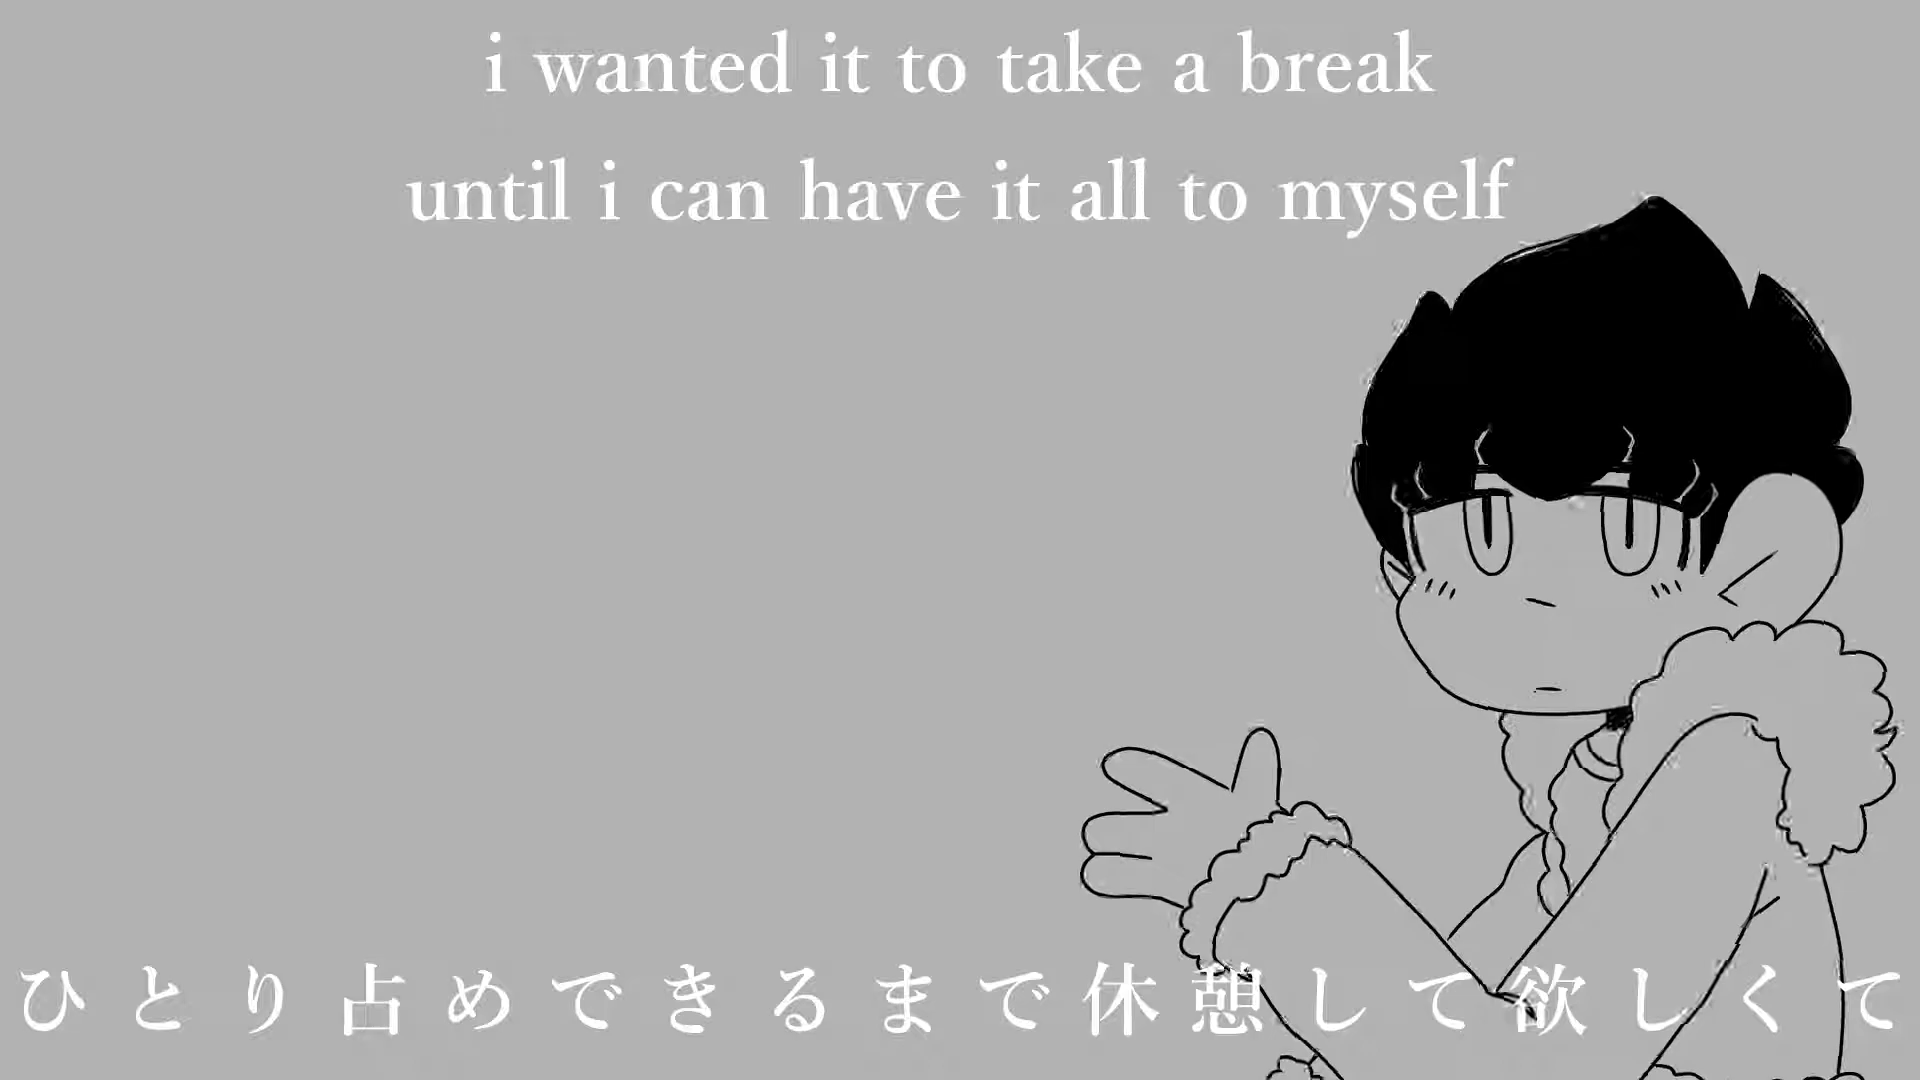 i wanted it to take a break
until i can have it all to myself
ひとり占めできるまで休憩して欲しくて